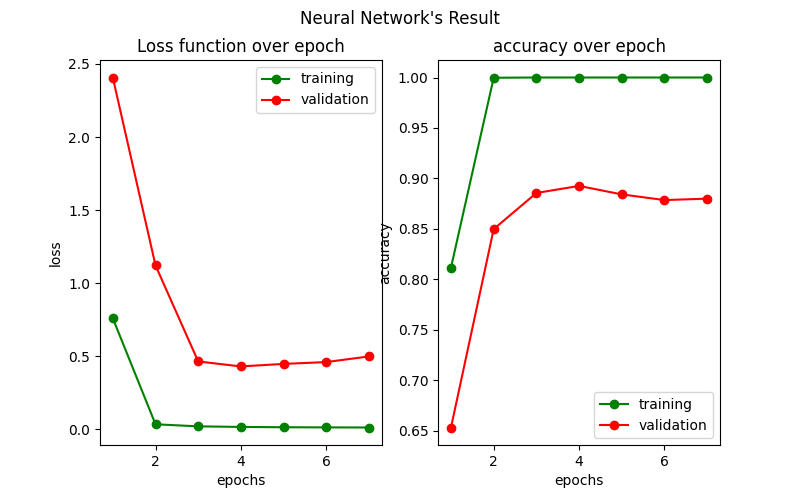 Neural Network's Result
Loss function over epoch
2.5
2.0
1.5
1.0
0.5
0.0
loss
2
4
6
epochs
training
validation
accuracy over epoch
1.00
0.95
0.90
0.85
0.80
0.75
0.70
0.65
accuracy
2
4
6
epochs
training
validation